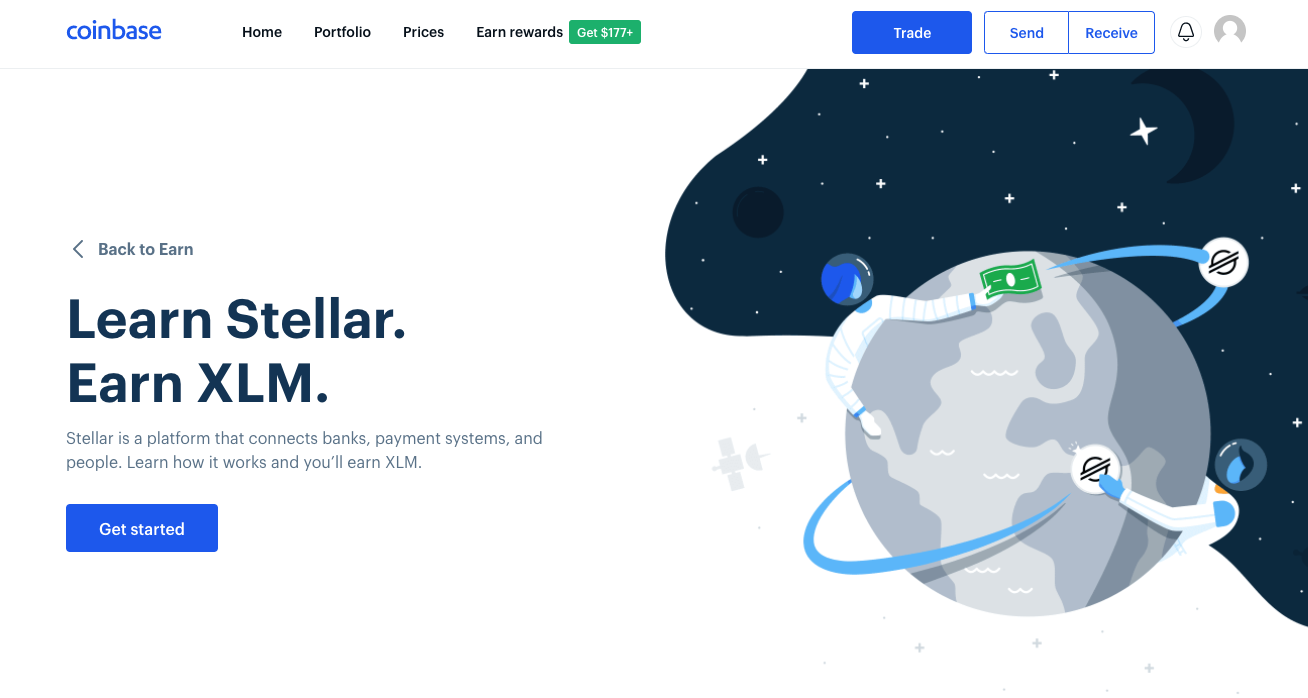 coinbase
Home
Portfolio
Prices
Earn rewards
Get $177+
Trade
Send
Receive
Back to Earn
Learn Stellar.
Earn XLM.
Stellar is a platform that connects banks, payment systems, and
people. Learn how it works and you’ll earn XLM.
Get started